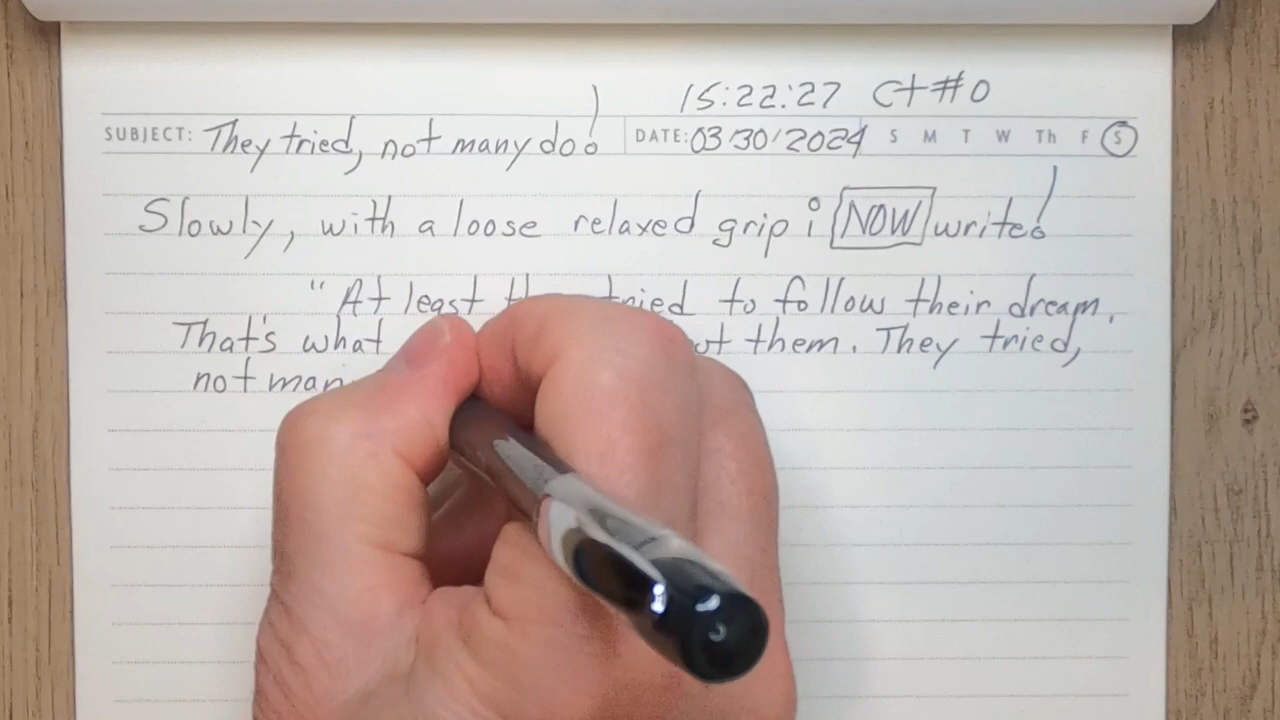 15:22:27 Ct#0
SUBJECT: They tried, not many do! DATE: 03/30/2024 S M T W Th F S
Slowly, with a loose relaxed grip i NOW write!
"At least tried to follow their dream.
That's what them. They tried,
not